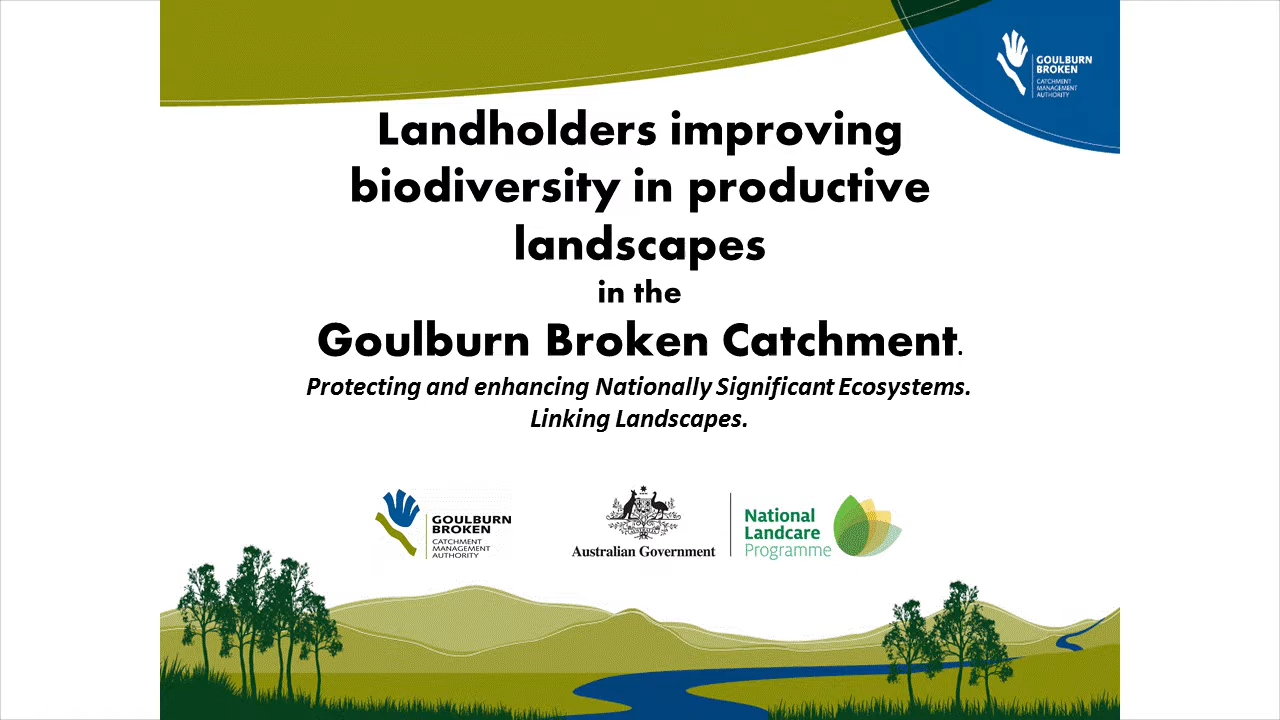 GOULBURN
BROKEN
CATCHMENT
MANAGEMENT
AUTHORITY
Landholders improving
biodiversity in productive
landscapes
in the
Goulburn Broken Catchment.
Protecting and enhancing Nationally Significant Ecosystems.
Linking Landscapes.
GOULBURN
BROKEN
CATCHMENT
MANAGEMENT
AUTHORITY
Australian Government
National
Landcare
Programme